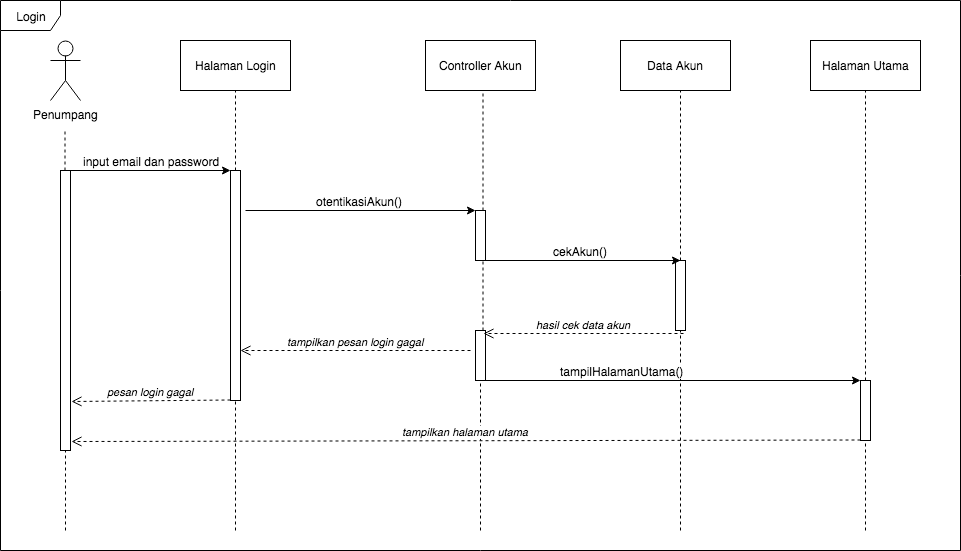 Login
Penumpang
Halaman Login
Controller Akun
Data Akun
Halaman Utama
input email dan password
otentikasiAkun()
cekAkun()
hasil cek data akun
tampilkan pesan login gagal
tampilHalamanUtama()
pesan login gagal
tampilkan halaman utama